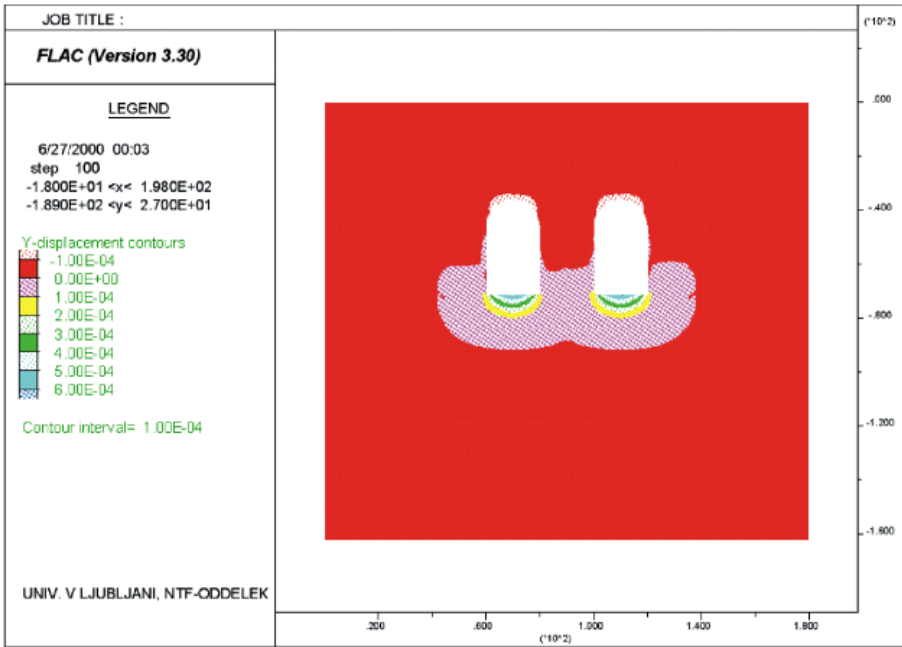 JOB TITLE :
FLAC (Version 3.30)
LEGEND
6/27/2000 00:03
step 100
-1.800E+01 <x< 1.980E+02
-1.890E+02 <y< 2.700E+01
Y-displacement contours
-1.00E-04
0.00E+00
1.00E-04
2.00E-04
3.00E-04
4.00E-04
5.00E-04
6.00E-04
Contour interval= 1.00E-04
UNIV. V LJUBLJANI, NTF-ODDELEK
(*10^2)
.000
-.400
-.800
-1.200
-1.600
.200 .600 1.000 1.400 1.800
(*10^2)